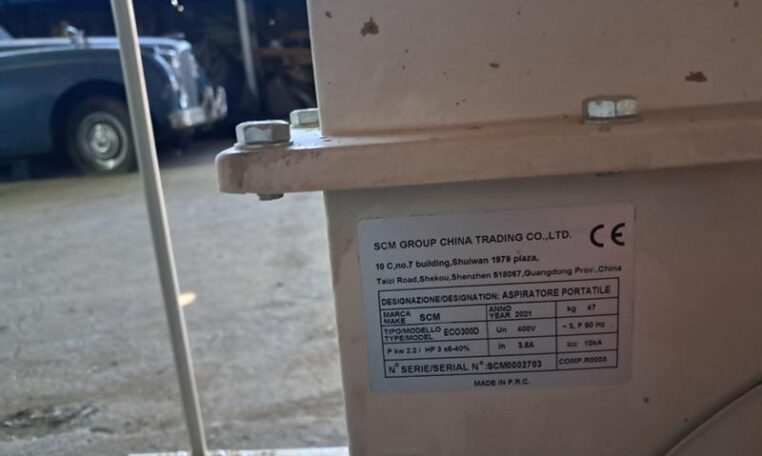 SCM GROUP CHINA TRADING CO.,LTD. CE
10 C,no.7 building,Shuiwan 1979 plaza,
Taizi Road,Shekou,Shenzhen 518067,Guangdong Prov.,China
DESIGNAZIONE/DESIGNATION: ASPIRATORE PORTATILE
MARCA
MAKE SCM ANNO
YEAR 2021 kg 47
TIPO/MODELLO
TYPE/MODEL ECO300D Un 400V ~ 3, F 50 Hz
P kw 2.2 / HP 3 s6-40% In 3.8A Icc 10kA
N° SERIE/SERIAL N°:SCM0002703 COMP.R0003
MADE IN P.R.C.